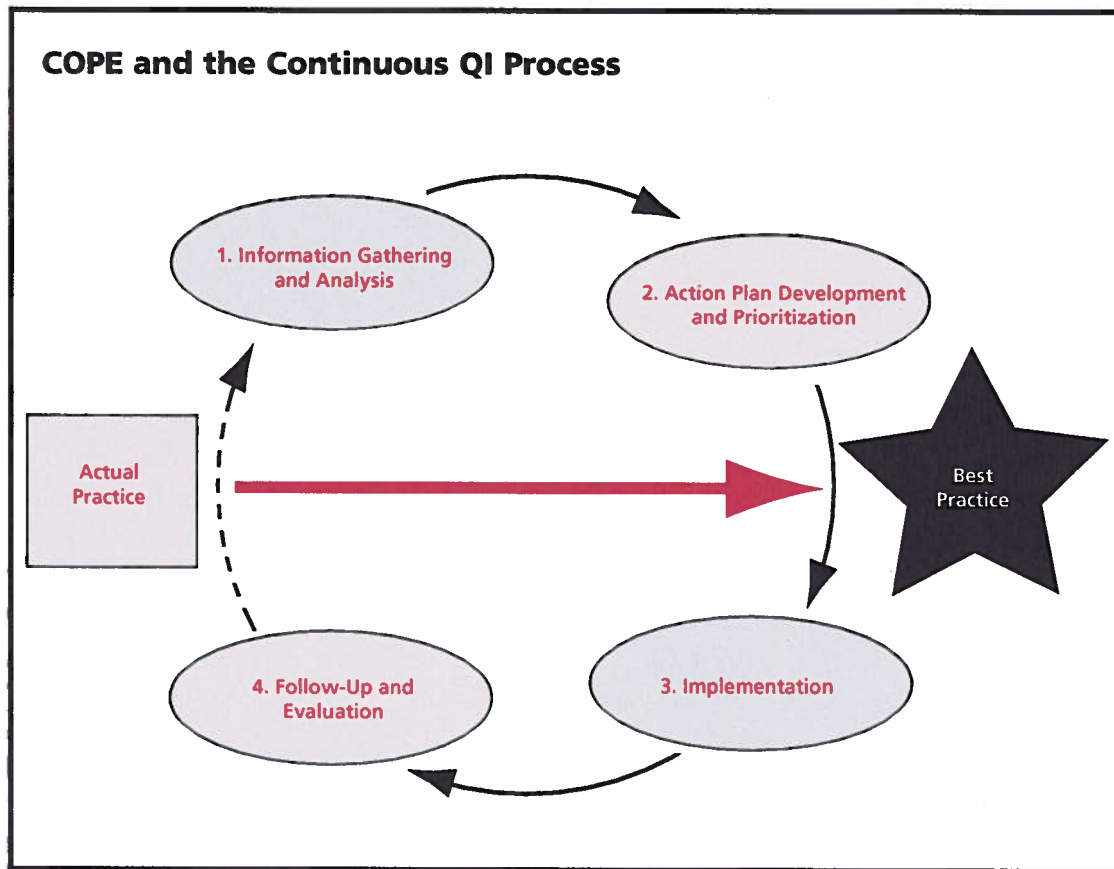 COPE and the Continuous QI Process
1. Information Gathering
and Analysis
2. Action Plan Development
and Prioritization
Actual
Practice
Best
Practice
4. Follow-Up and
Evaluation
3. Implementation